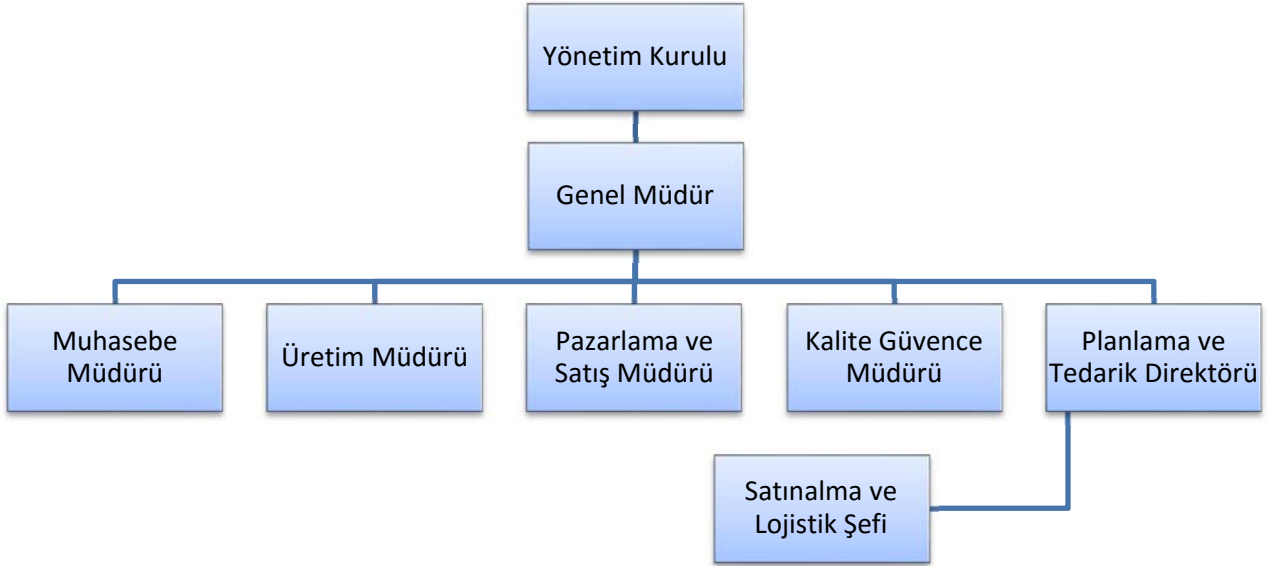 Yönetim Kurulu
Genel Müdür
Muhasebe
Müdürü
Üretim Müdürü
Pazarlama ve
Satış Müdürü
Kalite Güvence
Müdürü
Planlama ve
Tedarik Direktörü
Satınalma ve
Lojistik Şefi